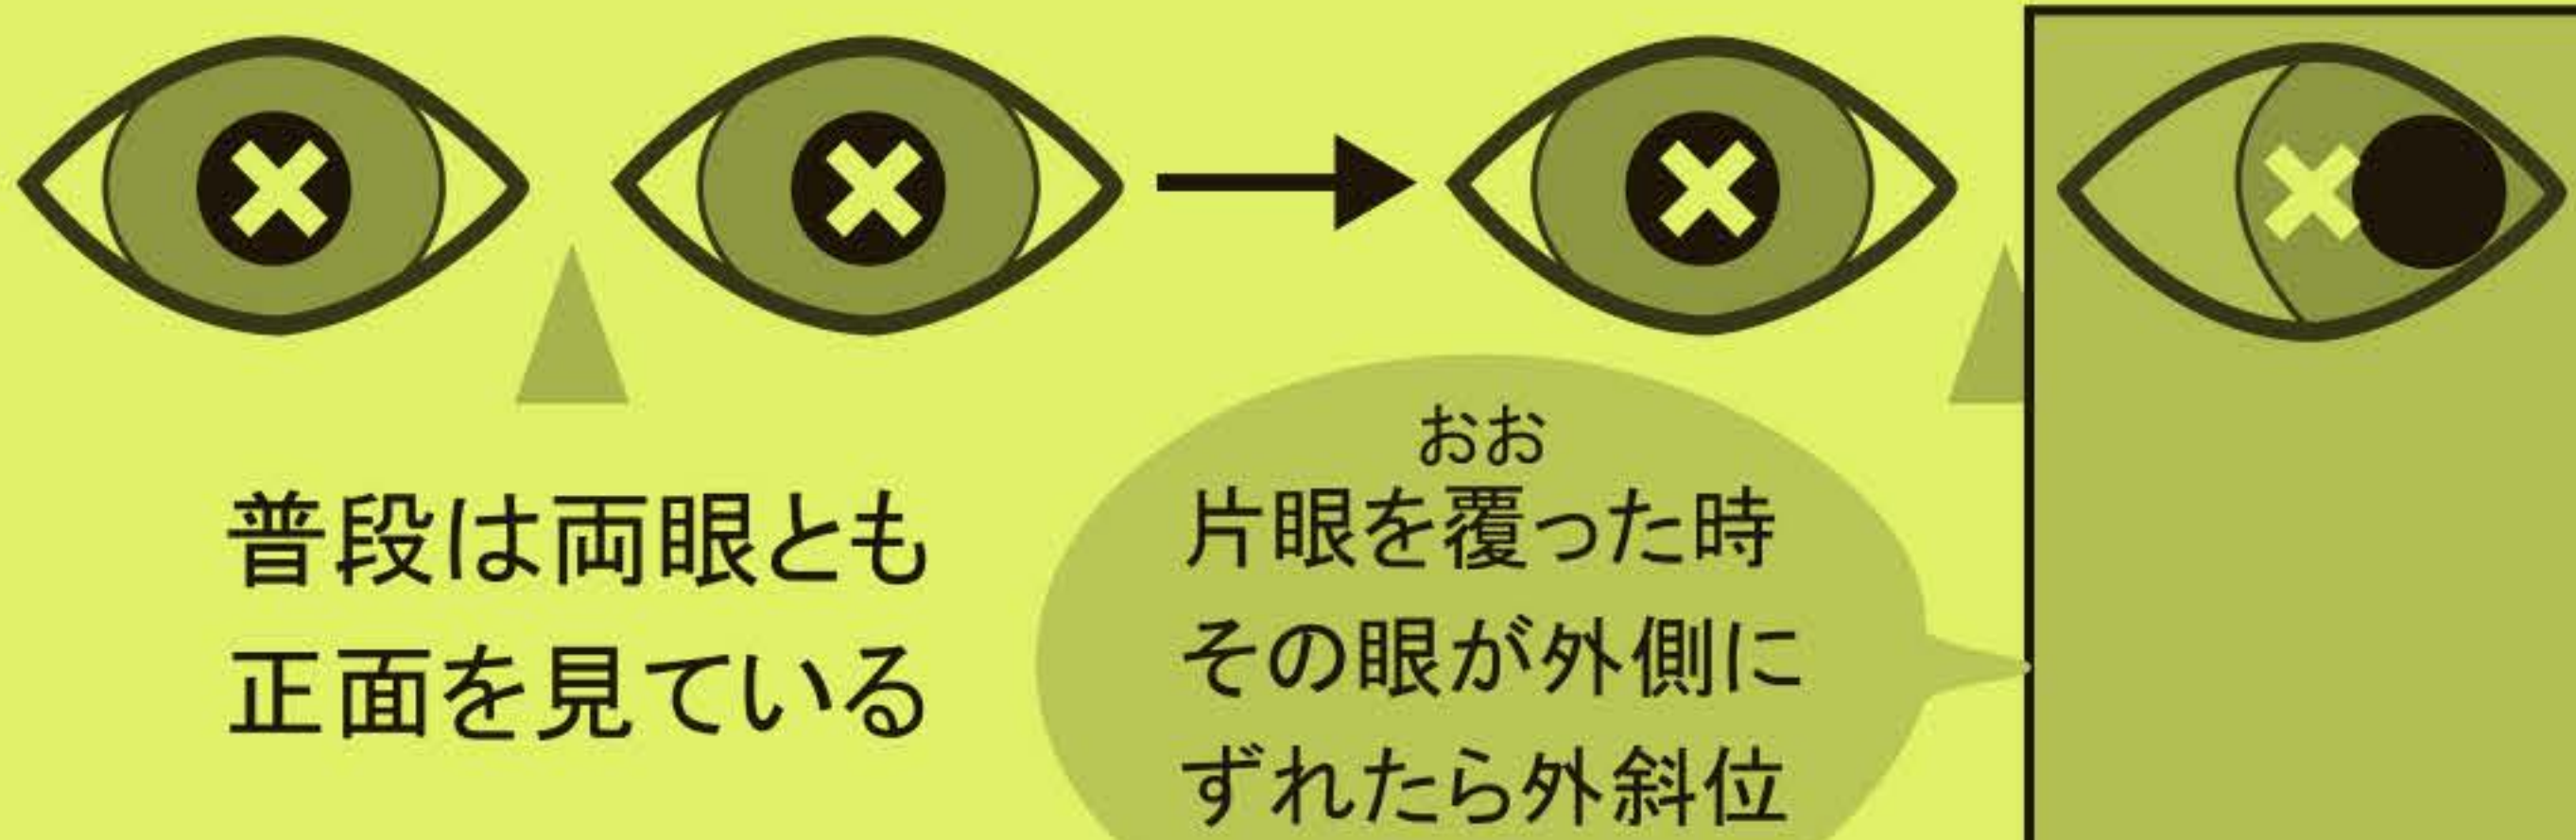 普段は両眼とも
正面を見ている
おお
片眼を覆った時
その眼が外側に
ずれたら外斜位